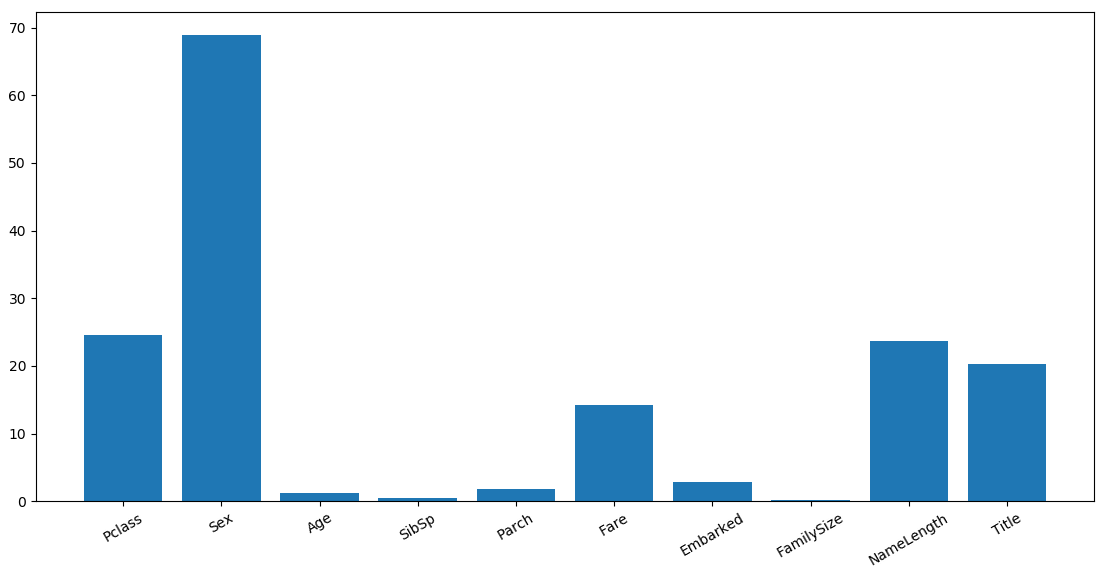 70
60
50
40
30
20
10
0
Pclass
Sex
Age
SibSp
Parch
Fare
Embarked
FamilySize
NameLength
Title